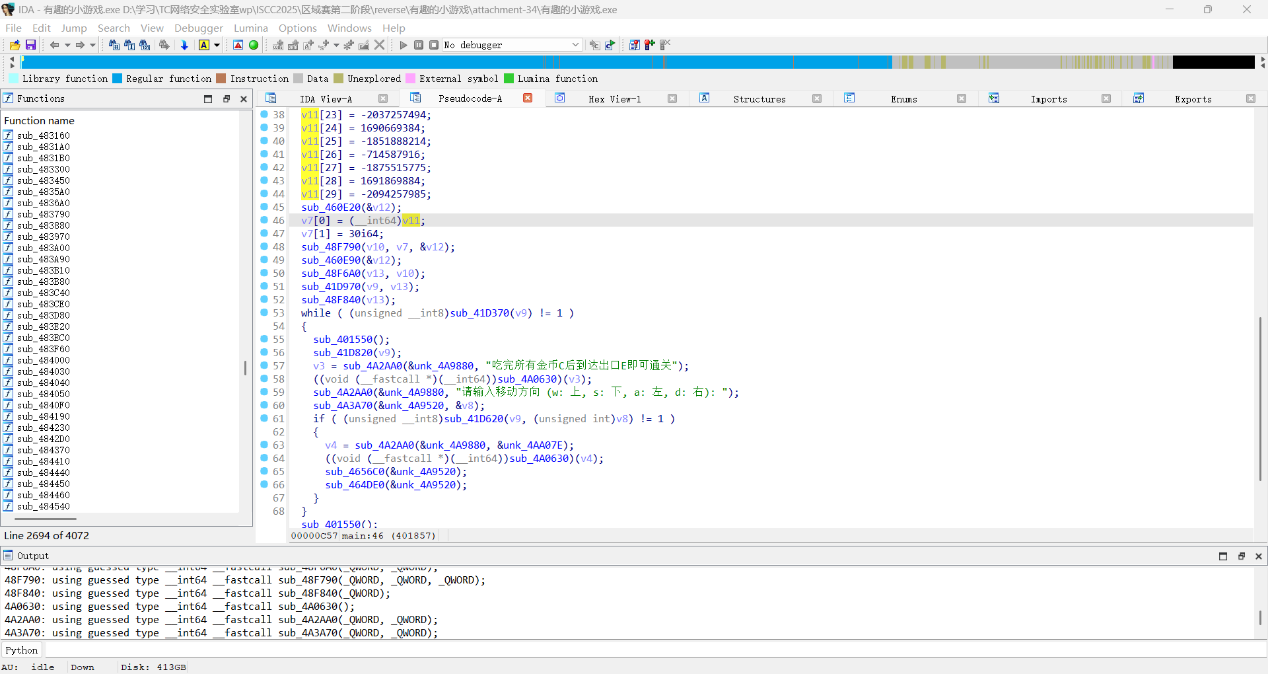 IDA - 有趣的小游戏.exe D:\学习\TC网络安全实验室wp\ISCC2025\区域赛第二阶段\reverse\有趣的小游戏\attachment-34\有趣的小游戏.exe
File Edit Jump Search View Debugger Lumina Options Windows Help
No debugger
Library function Regular function Instruction Data Unexplored External symbol Lumina function
Functions
IDA View-A Pseudocode-A Hex View-1 Structures Enums Imports Exports
Function name
sub_483160
sub_4831A0
sub_4831B0
sub_483300
sub_483450
sub_4835A0
sub_4836A0
sub_483790
sub_483880
sub_483970
sub_483A00
sub_483A90
sub_483B10
sub_483B80
sub_483C40
sub_483CE0
sub_483D80
sub_483E20
sub_483EC0
sub_483F60
sub_484000
sub_484030
sub_484040
sub_484050
sub_4840F0
sub_484190
sub_484230
sub_4842D0
sub_484370
sub_484410
sub_484440
sub_484450
sub_484460
sub_484540
Line 2694 of 4072
38 v11[23] = -2037257494;
39 v11[24] = 1690669384;
40 v11[25] = -1851888214;
41 v11[26] = -714587916;
42 v11[27] = -1875515775;
43 v11[28] = 1691869884;
44 v11[29] = -2094257985;
45 sub_460E20(&v12);
46 v7[0] = (__int64)v11;
47 v7[1] = 30i64;
48 sub_48F790(v10, v7, &v12);
49 sub_460E90(&v12);
50 sub_48F6A0(v13, v10);
51 sub_41D970(v9, v13);
52 sub_48F840(v13);
53 while ( (unsigned __int8)sub_41D370(v9) != 1 )
54 {
55 sub_401550();
56 sub_41D820(v9);
57 v3 = sub_4A2AA0(&unk_4A9880, "吃完所有金币C后到达出口E即可通关");
58 ((void (__fastcall *)(__int64))sub_4A0630)(v3);
59 sub_4A2AA0(&unk_4A9880, "请输入移动方向 (w: 上, s: 下, a: 左, d: 右): ");
60 sub_4A3A70(&unk_4A9520, &v8);
61 if ( (unsigned __int8)sub_41D620(v9, (unsigned int)v8) != 1 )
62 {
63 v4 = sub_4A2AA0(&unk_4A9880, &unk_4AA07E);
64 ((void (__fastcall *)(__int64))sub_4A0630)(v4);
65 sub_4656C0(&unk_4A9520);
66 sub_464DE0(&unk_4A9520);
67 }
68 }
sub_401550();
00000C57 main:46 (401857)
Output
48F6A0: using guessed type __int64 __fastcall sub_48F6A0(_QWORD, _QWORD);
48F790: using guessed type __int64 __fastcall sub_48F790(_QWORD, _QWORD, _QWORD);
48F840: using guessed type __int64 __fastcall sub_48F840(_QWORD);
4A0630: using guessed type __int64 sub_4A0630();
4A2AA0: using guessed type __int64 __fastcall sub_4A2AA0(_QWORD, _QWORD);
4A3A70: using guessed type __int64 __fastcall sub_4A3A70(_QWORD, _QWORD);
Python
AU: idle Down Disk: 413GB